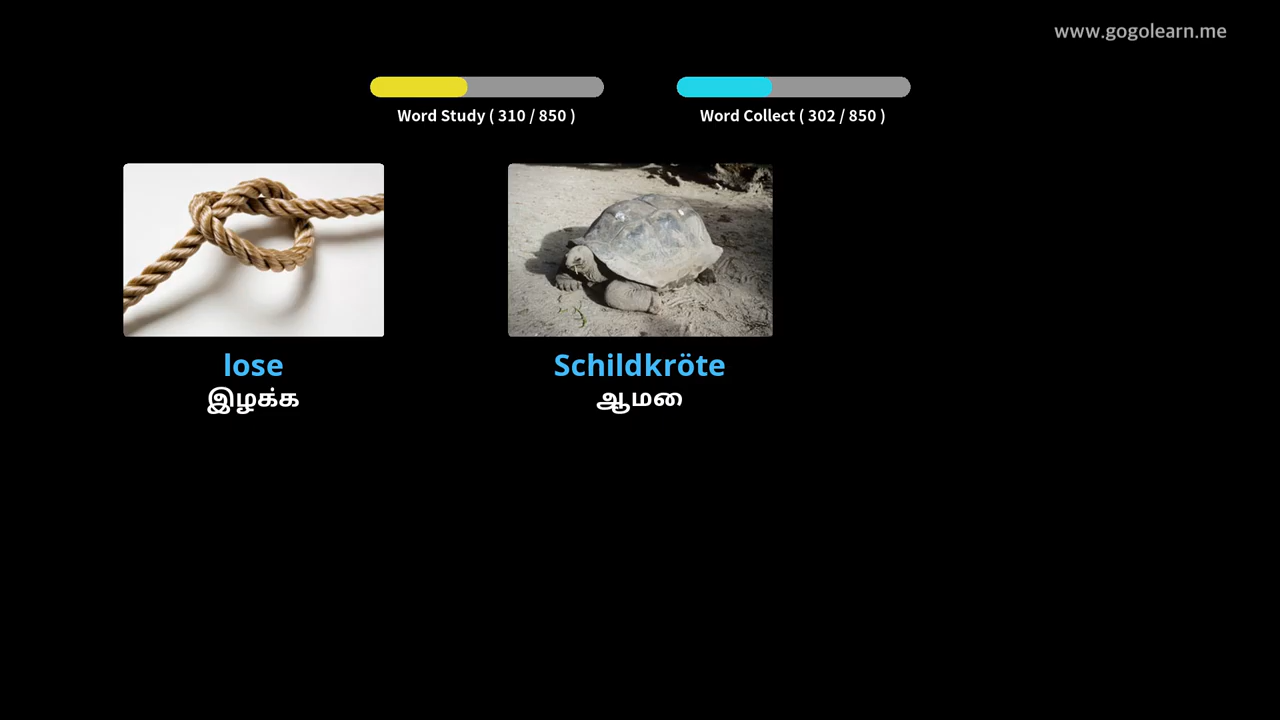 www.gogolearn.me
Word Study ( 310 / 850 )
Word Collect ( 302 / 850 )
lose
இழக்க
Schildkröte
ஆமை